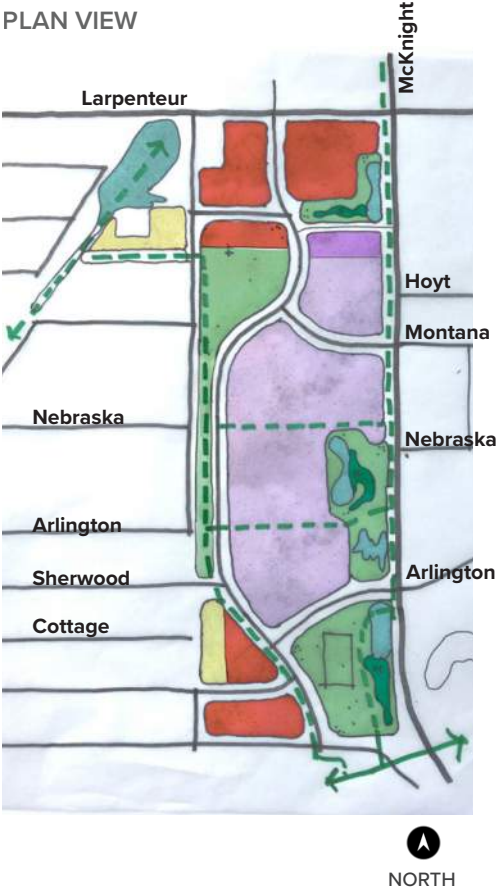 PLAN VIEW
McKnight
Larpenteur
Hoyt
Montana
Nebraska
Nebraska
Arlington
Sherwood
Arlington
Cottage
NORTH